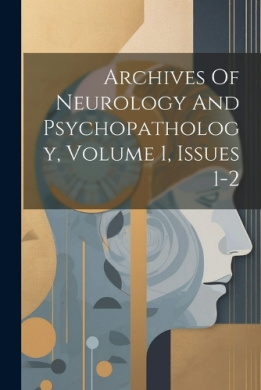 Archives Of
Neurology And
Psychopatholog
y, Volume 1, Issues
1-2